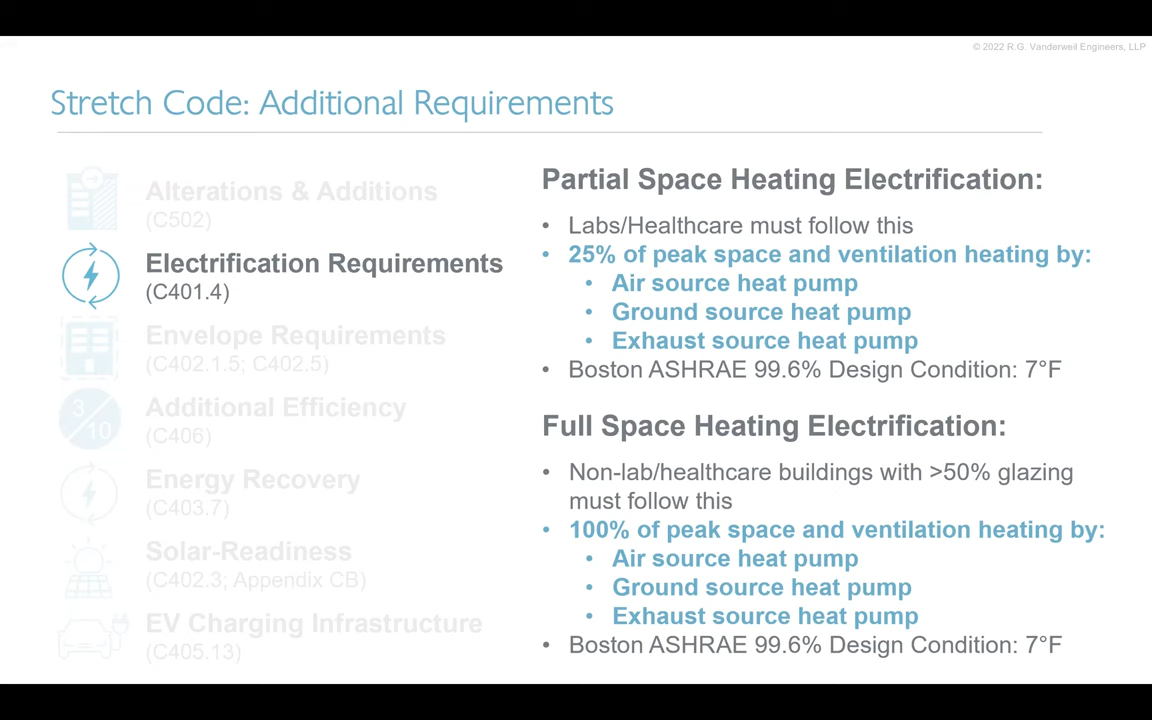 © 2022 R.G. Vanderweil Engineers, LLP
Stretch Code: Additional Requirements
Alterations & Additions
(C502)
Electrification Requirements
(C401.4)
Envelope Requirements
(C402.1.5; C402.5)
3/10
Additional Efficiency
(C406)
Energy Recovery
(C403.7)
Solar-Readiness
(C402.3; Appendix CB)
EV Charging Infrastructure
(C405.13)
Partial Space Heating Electrification:
• Labs/Healthcare must follow this
• 25% of peak space and ventilation heating by:
• Air source heat pump
• Ground source heat pump
• Exhaust source heat pump
• Boston ASHRAE 99.6% Design Condition: 7°F
Full Space Heating Electrification:
• Non-lab/healthcare buildings with >50% glazing
must follow this
• 100% of peak space and ventilation heating by:
• Air source heat pump
• Ground source heat pump
• Exhaust source heat pump
• Boston ASHRAE 99.6% Design Condition: 7°F